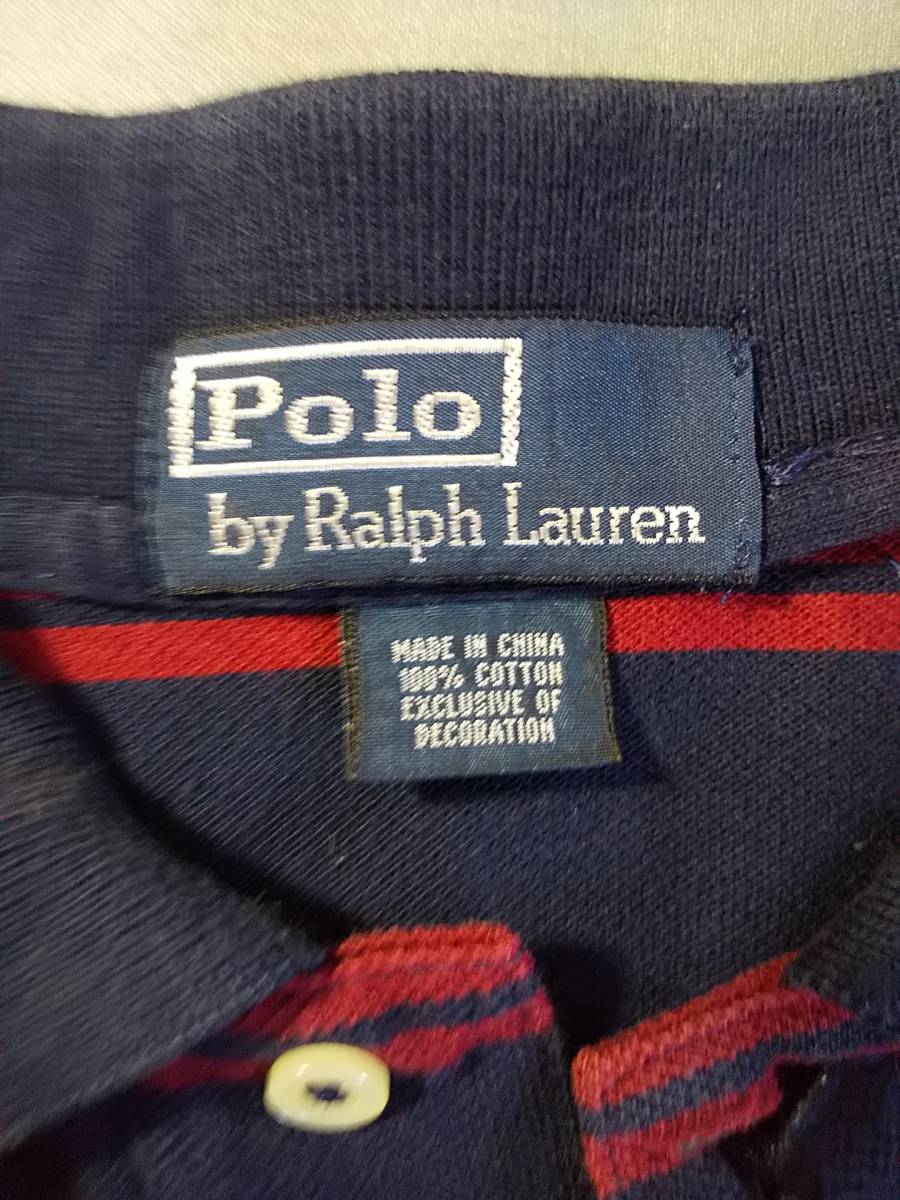 Polo
by Ralph Lauren
MADE IN CHINA
100% COTTON
EXCLUSIVE OF
DECORATION